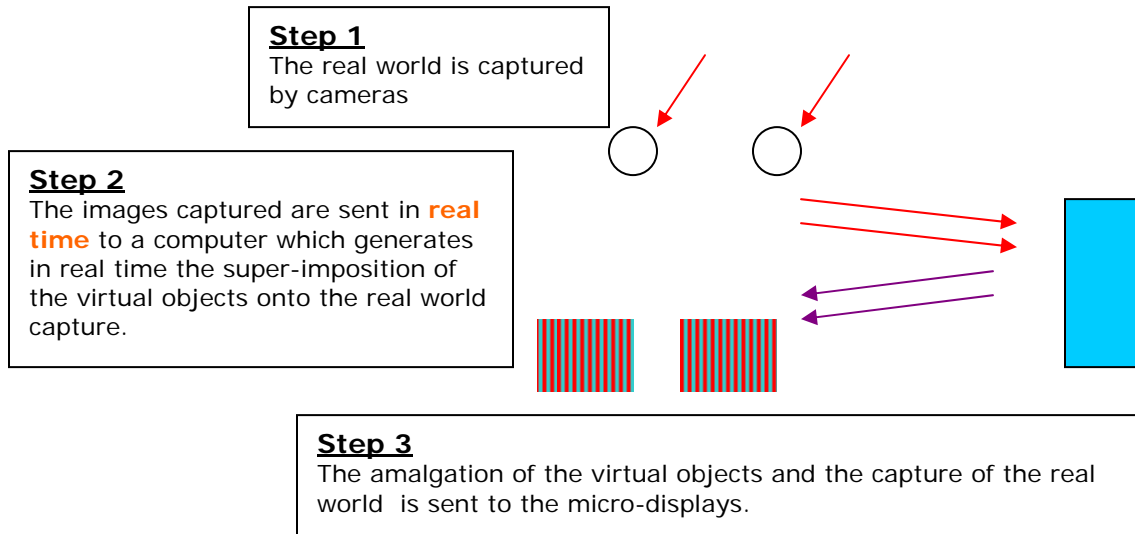 Step 1
The real world is captured
by cameras
Step 2
The images captured are sent in real
time to a computer which generates
in real time the super-imposition of
the virtual objects onto the real world
capture.
Step 3
The amalgation of the virtual objects and the capture of the real
world  is sent to the micro-displays.